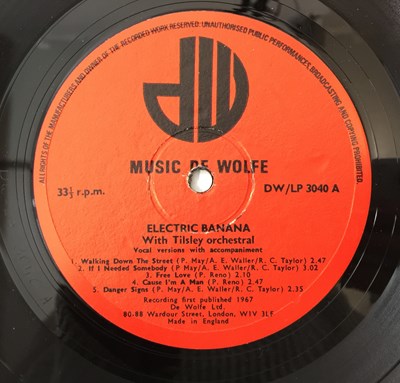 ALL RIGHTS OF THE MANUFACTURERS AND OWNER OF THE RECORDED WORK RESERVED. UNAUTHORISED PUBLIC PERFORMANCES, BROADCASTING AND COPYING PROHIBITED.
dw
MUSIC DE WOLFE
33⅓ r.p.m.
DW/LP 3040 A
ELECTRIC BANANA
With Tilsley orchestral
Vocal versions with accompaniment
1. Walking Down The Street (P. May/A. E. Waller/R. C. Taylor) 2.47
2. If I Needed Somebody (P. May/A. E. Waller/R. C. Taylor) 3.02
3. Free Love (P. Reno) 2.50
4. Cause I'm A Man (P. Reno) 2.47
5. Danger Signs (P. May/A. E. Waller/R. C. Taylor) 2.35
Recording first published 1967
De Wolfe Ltd.
80-88 Wardour Street, London, W1V 3LF
Made in England